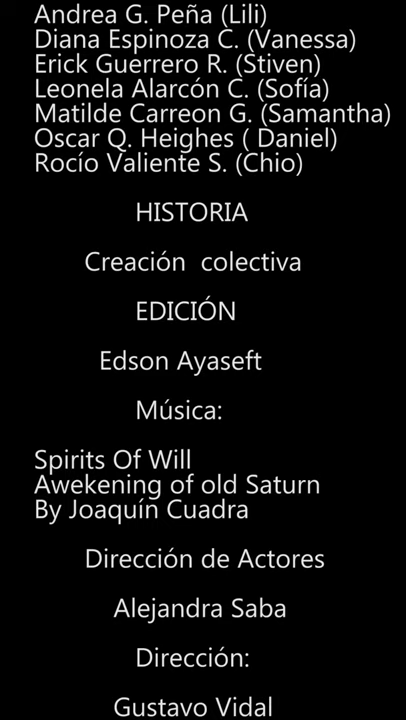 Andrea G. Peña (Lili)
Diana Espinoza C. (Vanessa)
Erick Guerrero R. (Stiven)
Leonela Alarcón C. (Sofía)
Matilde Carreon G. (Samantha)
Oscar Q. Heighes ( Daniel)
Rocío Valiente S. (Chio)
HISTORIA
Creación colectiva
EDICIÓN
Edson Ayaseft
Música:
Spirits Of Will
Awekening of old Saturn
By Joaquín Cuadra
Dirección de Actores
Alejandra Saba
Dirección:
Gustavo Vidal